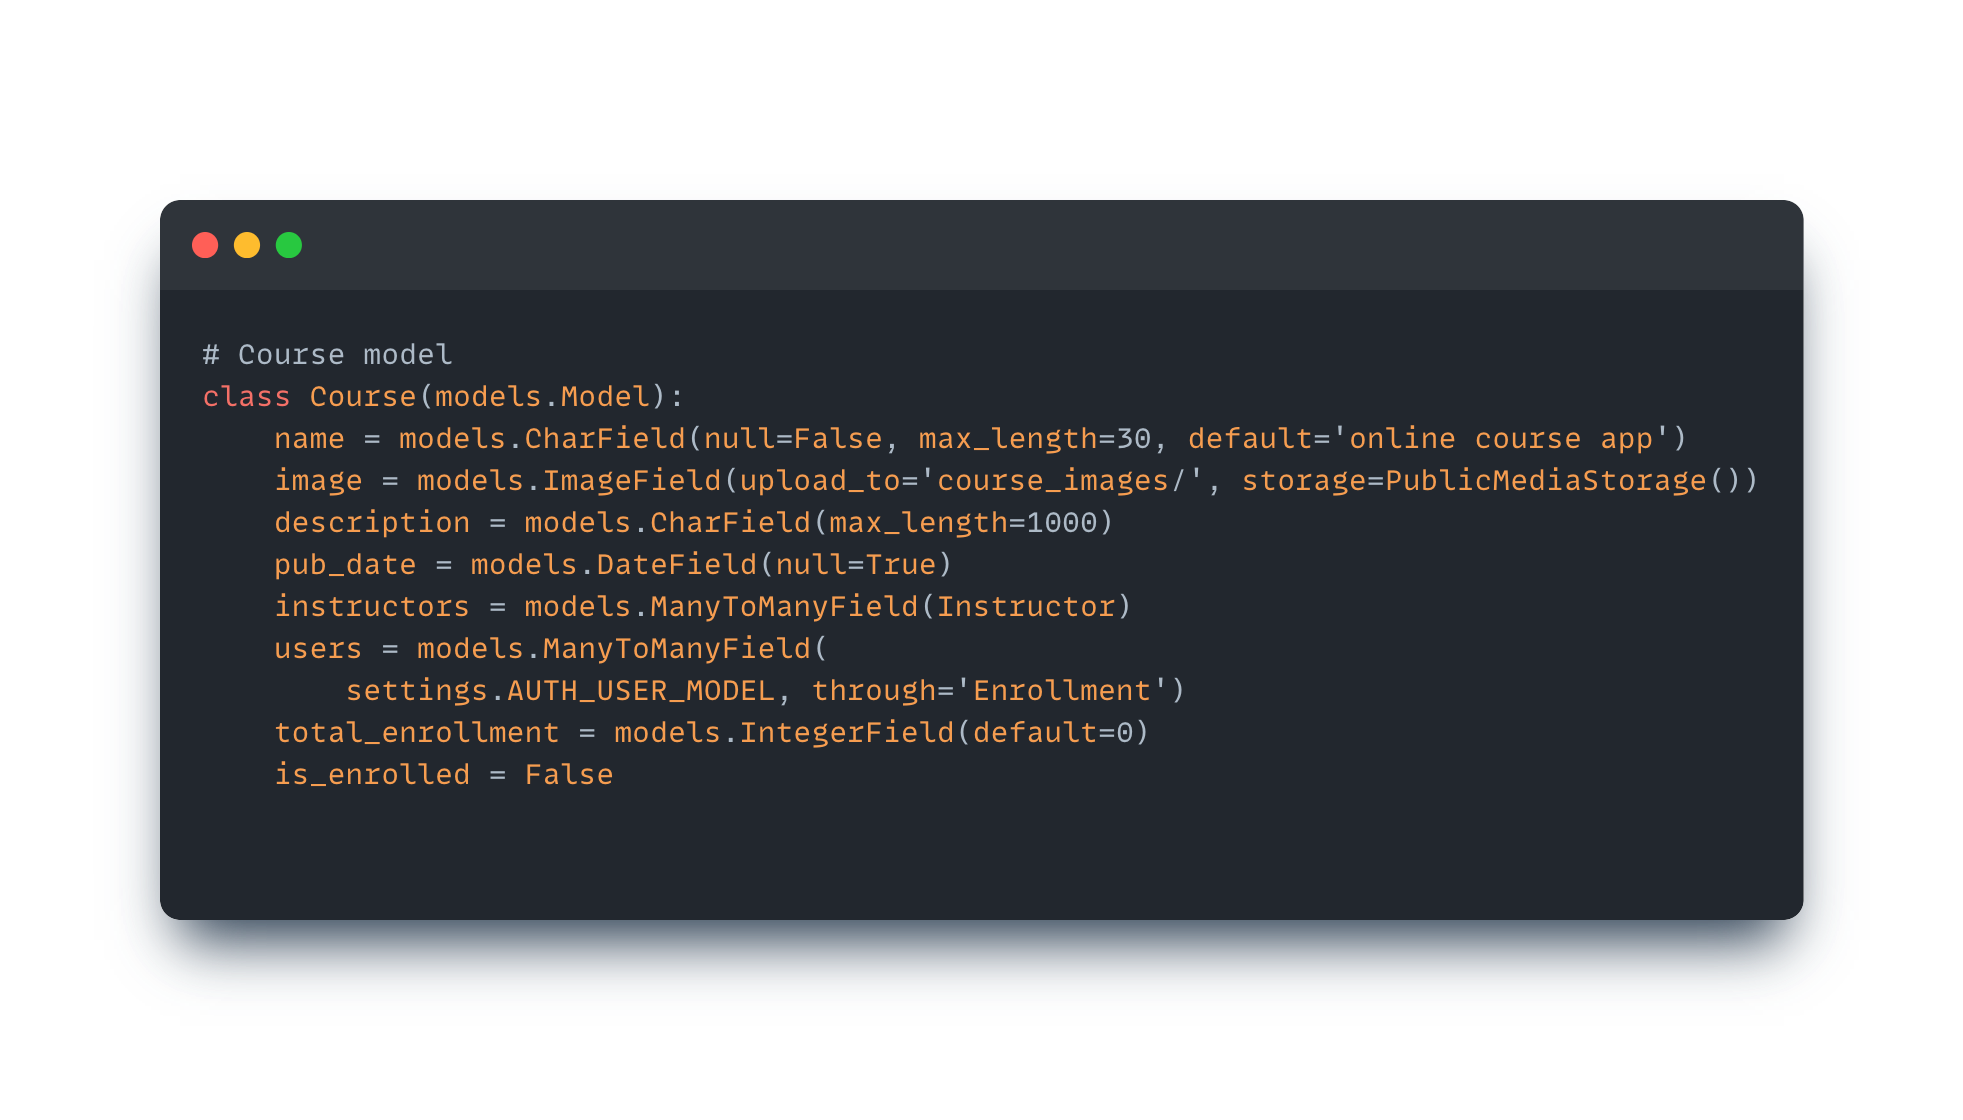 # Course model
class Course(models.Model):
    name = models.CharField(null=False, max_length=30, default='online course app')
    image = models.ImageField(upload_to='course_images/', storage=PublicMediaStorage())
    description = models.CharField(max_length=1000)
    pub_date = models.DateField(null=True)
    instructors = models.ManyToManyField(Instructor)
    users = models.ManyToManyField(
        settings.AUTH_USER_MODEL, through='Enrollment')
    total_enrollment = models.IntegerField(default=0)
    is_enrolled = False